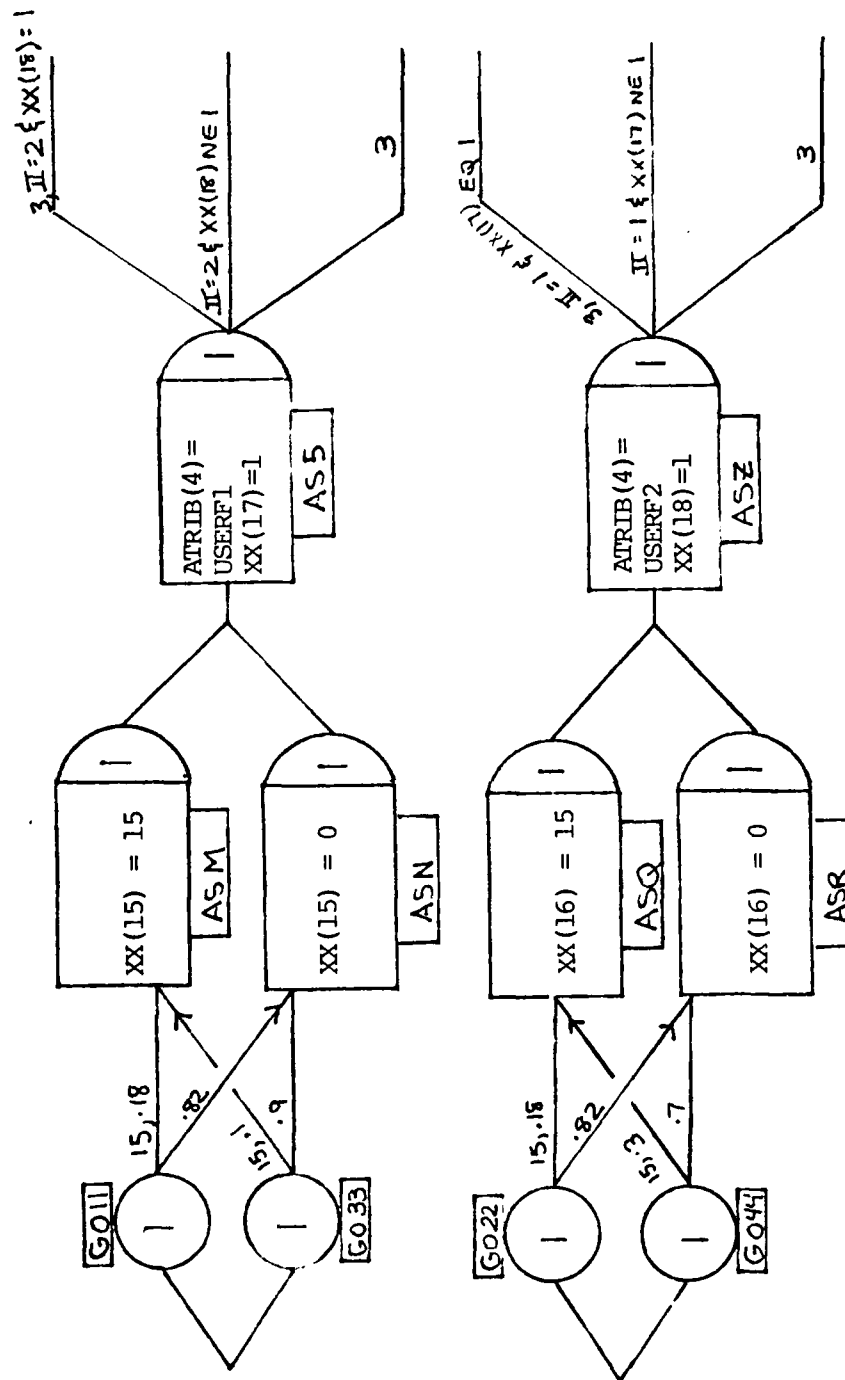 GO11
1
15, .18
.82
15, .1
.9
1
GO33
XX(15) = 15
1
ASM
XX(15) = 0
1
ASN
ATRIB(4)=
USERF1
XX(17)=1
1
AS5
3, II=2 & XX(18)=1
II=2 & XX(18) NE 1
3
GO22
1
15, .18
.82
15, .3
.7
1
GO44
XX(16) = 15
1
ASQ
XX(16) = 0
1
ASR
ATRIB(4)=
USERF2
XX(18)=1
1
ASZ
3, II=1 & XX(17) EQ 1
II=1 & XX(17) NE 1
3